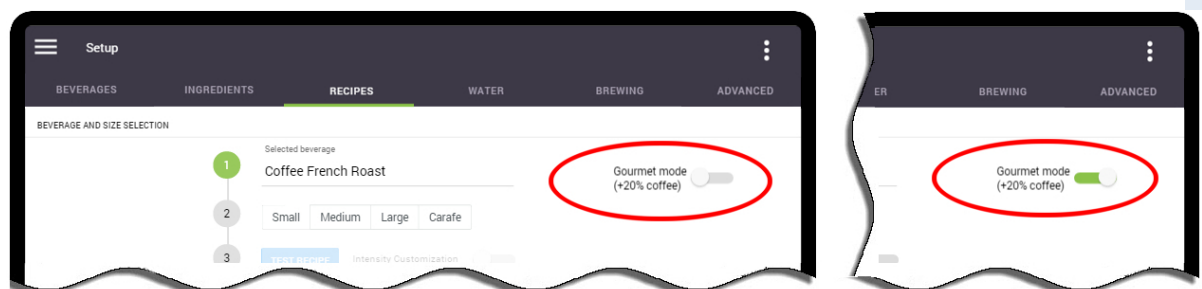 Setup
BEVERAGES INGREDIENTS RECIPES WATER BREWING ADVANCED
BEVERAGE AND SIZE SELECTION
Selected beverage
1 Coffee French Roast
Gourmet mode
(+20% coffee)
2 Small Medium Large Carafe
3 TEST RECIPE Intensity Customization
ER BREWING ADVANCED
Gourmet mode
(+20% coffee)